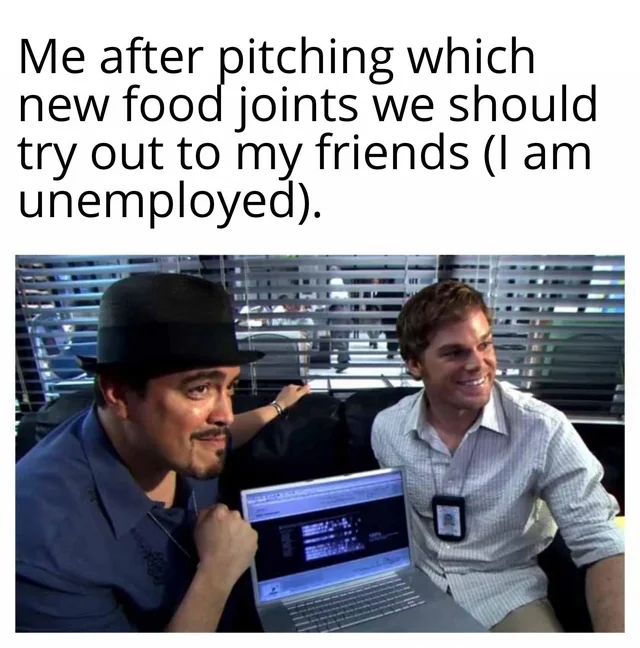 Me after pitching which
new food joints we should
try out to my friends (I am
unemployed).